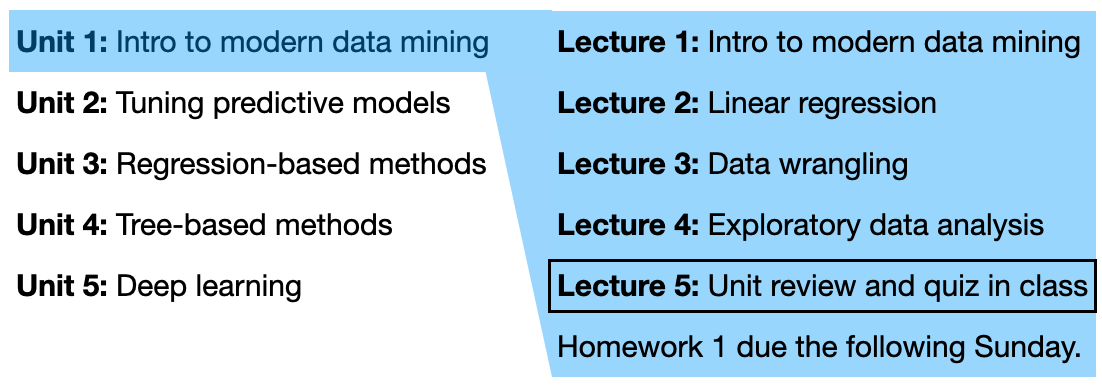 Unit 1: Intro to modern data mining
Unit 2: Tuning predictive models
Unit 3: Regression-based methods
Unit 4: Tree-based methods
Unit 5: Deep learning
Lecture 1: Intro to modern data mining
Lecture 2: Linear regression
Lecture 3: Data wrangling
Lecture 4: Exploratory data analysis
Lecture 5: Unit review and quiz in class
Homework 1 due the following Sunday.